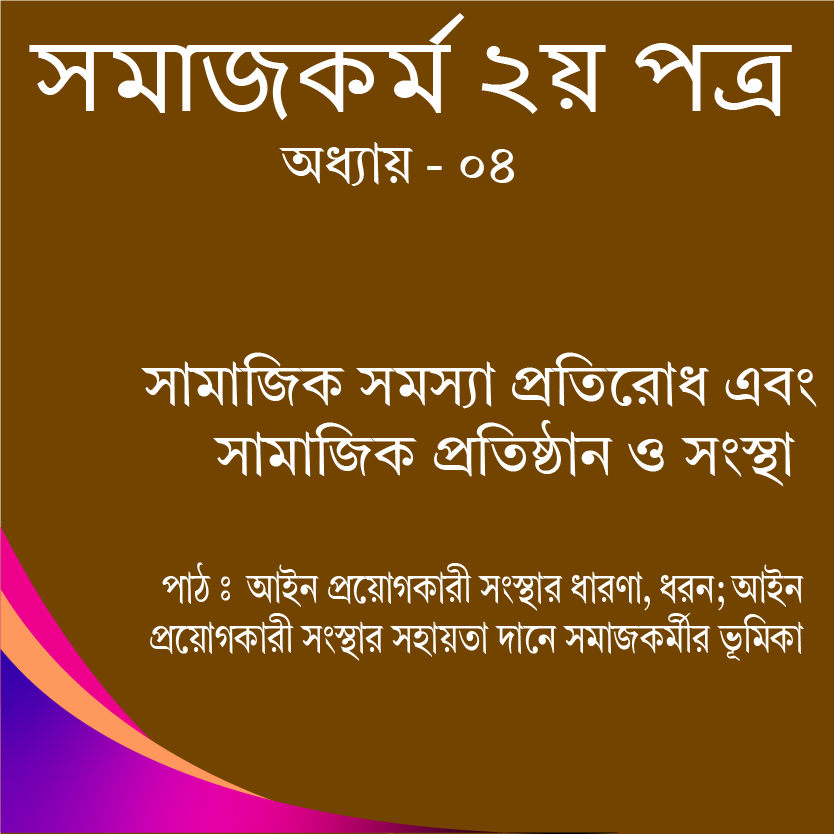 সমাজকর্ম ২য় পত্র
অধ্যায় - ০৪
সামাজিক সমস্যা প্রতিরোধ এবং
সামাজিক প্রতিষ্ঠান ও সংস্থা
পাঠ ঃ আইন প্রয়োগকারী সংস্থার ধারণা, ধরন; আইন
প্রয়োগকারী সংস্থার সহায়তা দানে সমাজকর্মীর ভূমিকা